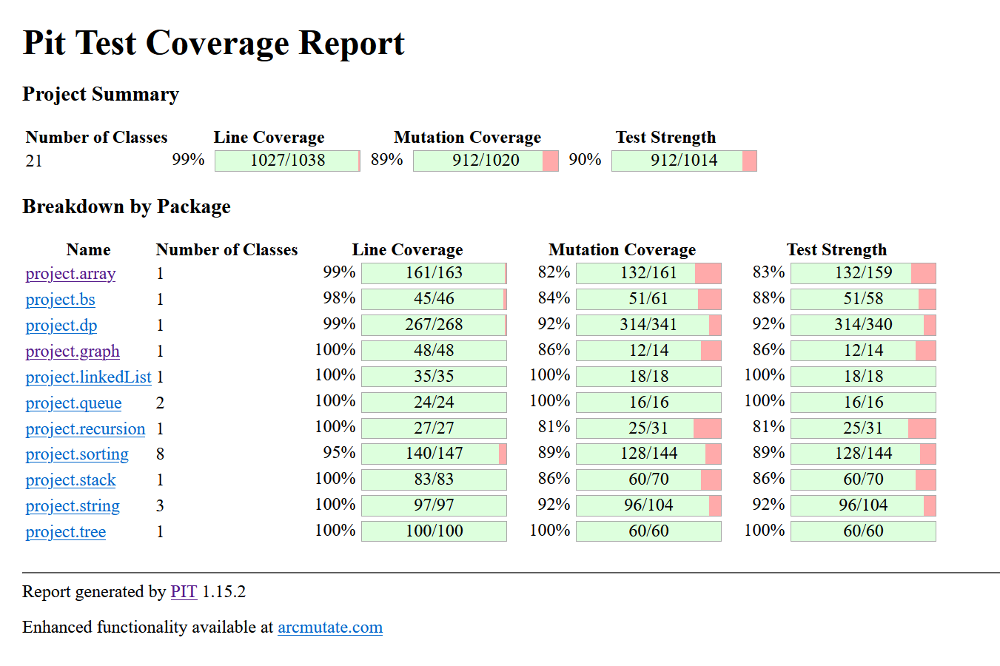 Pit Test Coverage Report
Project Summary
Number of Classes Line Coverage Mutation Coverage Test Strength
21 99% 1027/1038 89% 912/1020 90% 912/1014
Breakdown by Package
Name Number of Classes Line Coverage Mutation Coverage Test Strength
project.array 1 99% 161/163 82% 132/161 83% 132/159
project.bs 1 98% 45/46 84% 51/61 88% 51/58
project.dp 1 99% 267/268 92% 314/341 92% 314/340
project.graph 1 100% 48/48 86% 12/14 86% 12/14
project.linkedList 1 100% 35/35 100% 18/18 100% 18/18
project.queue 2 100% 24/24 100% 16/16 100% 16/16
project.recursion 1 100% 27/27 81% 25/31 81% 25/31
project.sorting 8 95% 140/147 89% 128/144 89% 128/144
project.stack 1 100% 83/83 86% 60/70 86% 60/70
project.string 3 100% 97/97 92% 96/104 92% 96/104
project.tree 1 100% 100/100 100% 60/60 100% 60/60
Report generated by PIT 1.15.2
Enhanced functionality available at arcmutate.com